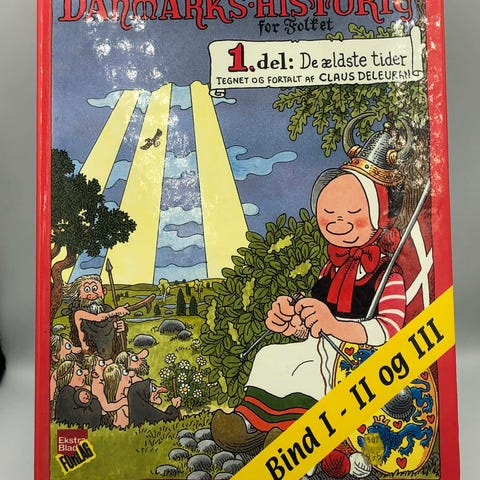 DANMARKS-HISTORIE
for Folket
1. del: De ældste tider
TEGNET OG FORTALT AF CLAUS DELEURAN
Bind I - II og III
Ekstra
Blad
FORLAG